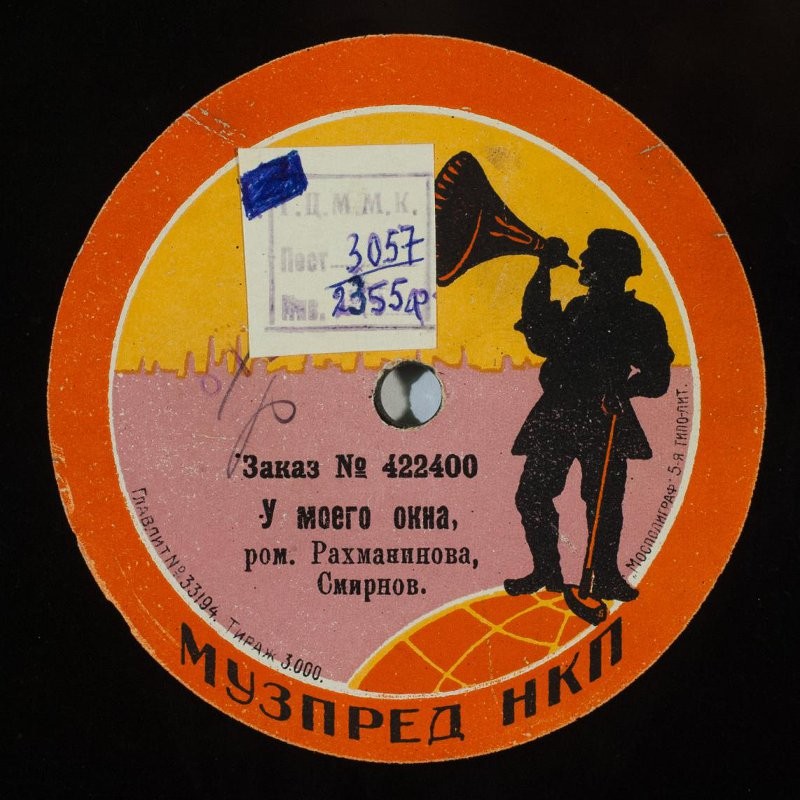 Г.Ц.М.М.К.
Пост. 3057
Инв. 2355др
Заказ № 422400
У моего окна,
ром. Рахманинова,
Смирнов.
Главлит № 33194. Тираж 3.000.
„Мосполиграф" 5-я типо-лит.
МУЗПРЕД НКП